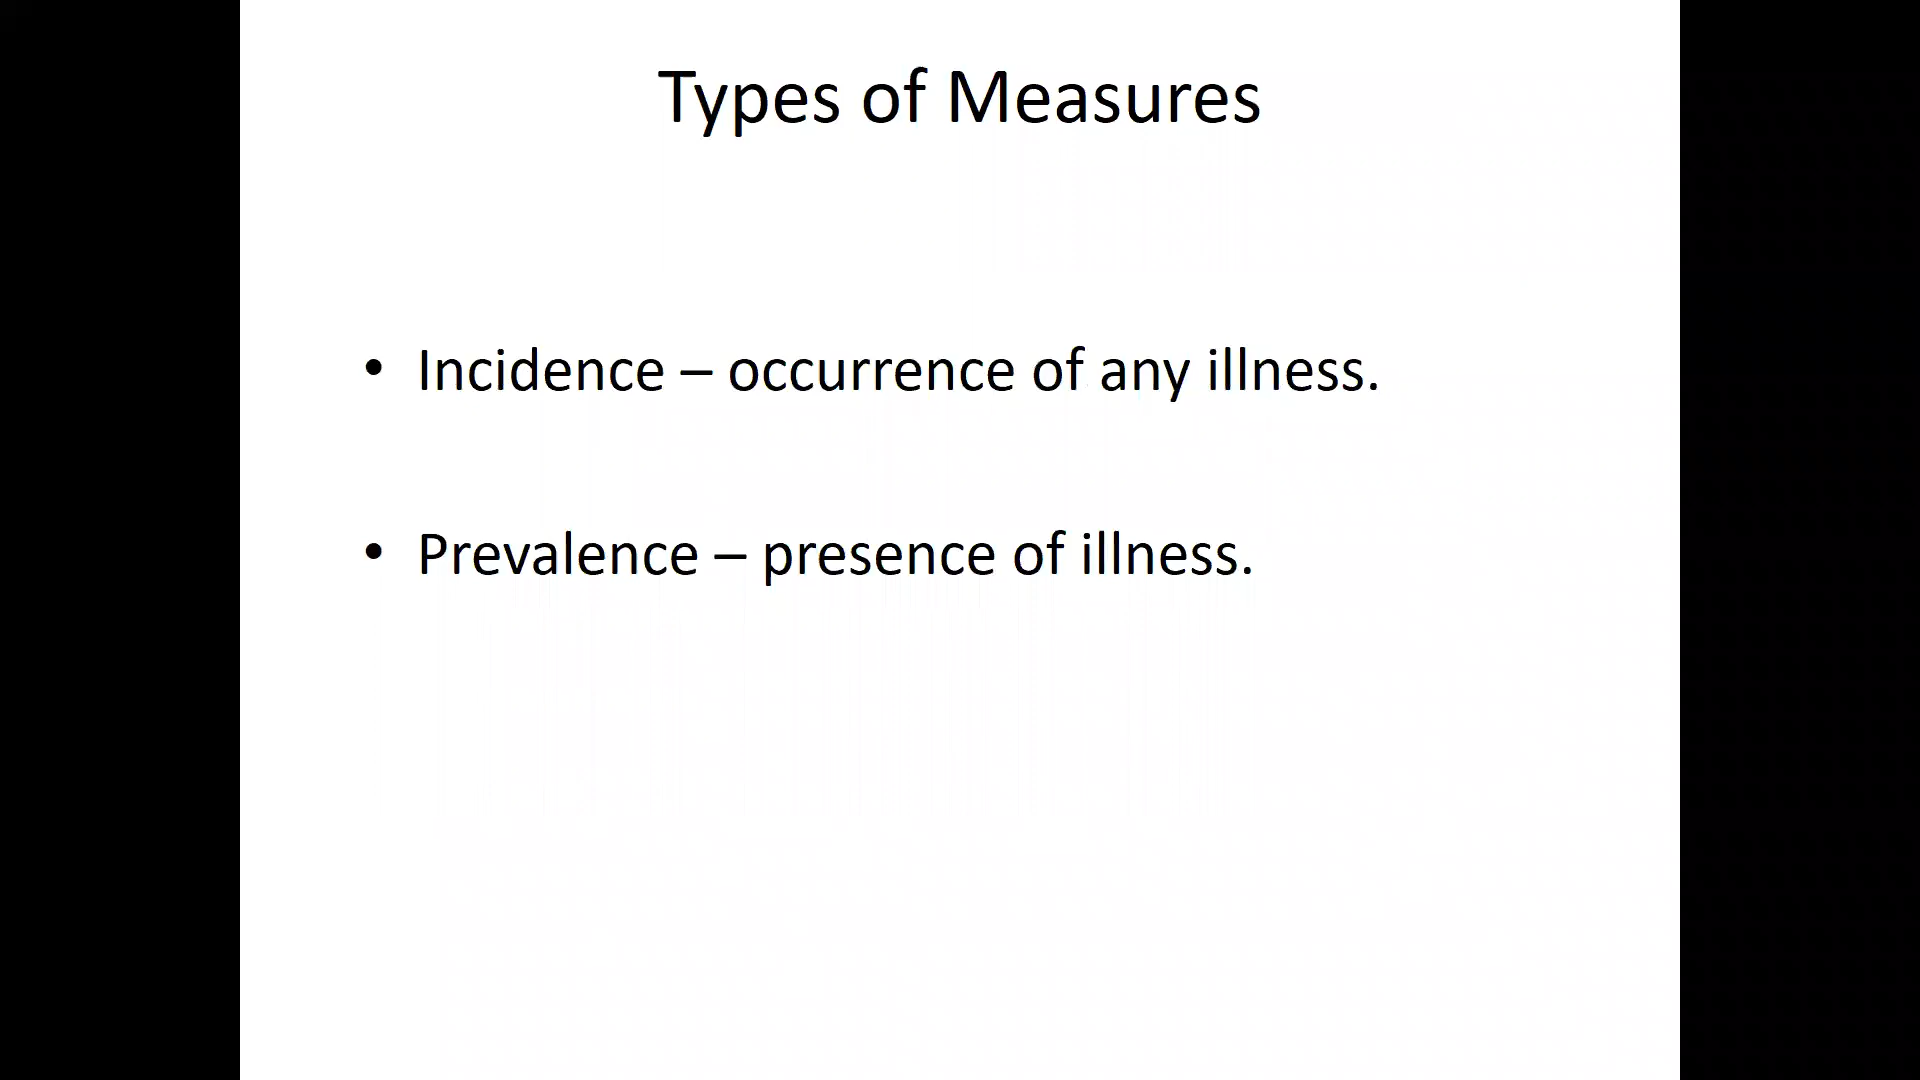 Types of Measures
• Incidence – occurrence of any illness.
• Prevalence – presence of illness.